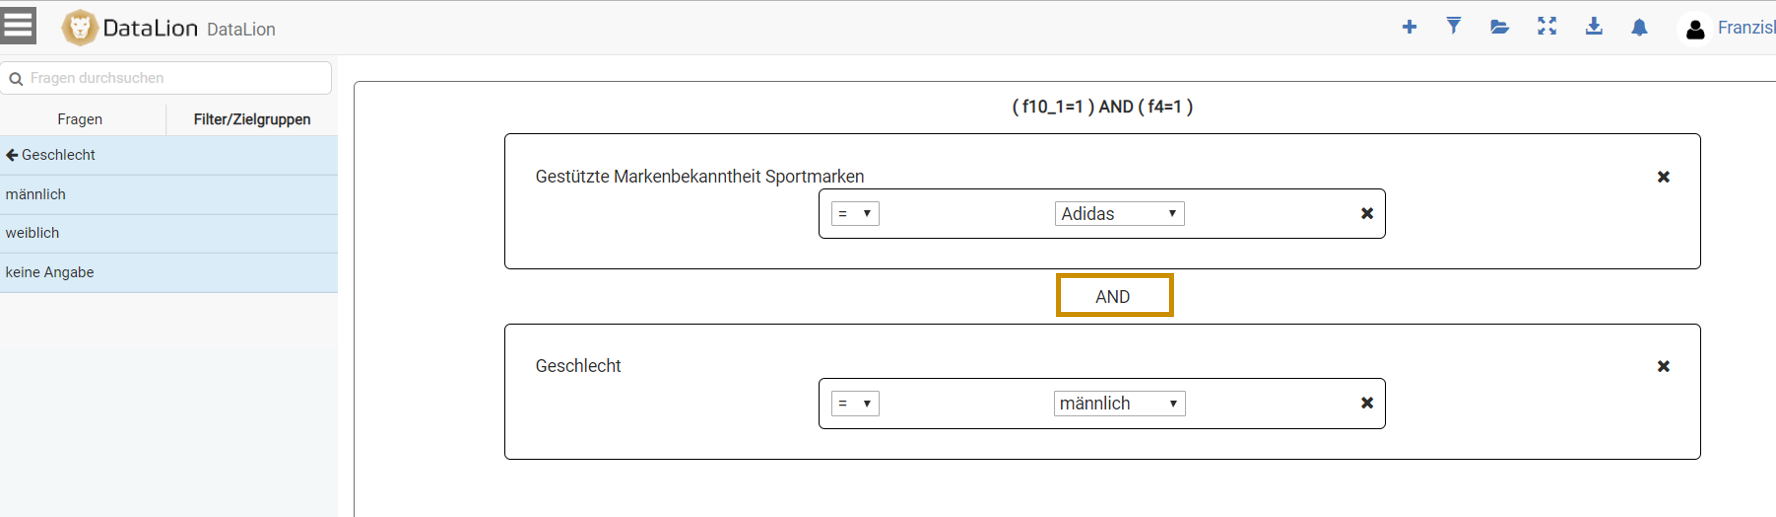 DataLion DataLion
Fragen durchsuchen
Fragen Filter/Zielgruppen
Geschlecht
männlich
weiblich
keine Angabe
( f10_1=1 ) AND ( f4=1 )
Gestützte Markenbekanntheit Sportmarken
= Adidas
AND
Geschlecht
= männlich